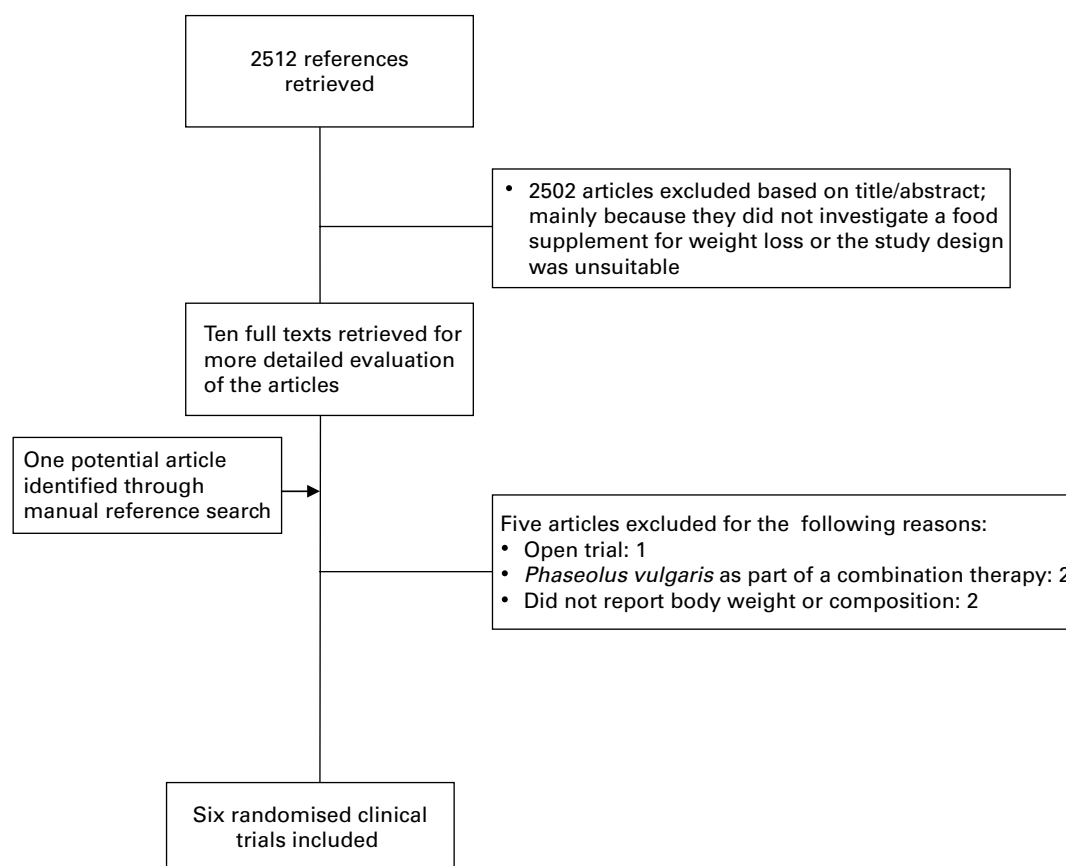 2512 references
retrieved
• 2502 articles excluded based on title/abstract;
mainly because they did not investigate a food
supplement for weight loss or the study design
was unsuitable
Ten full texts retrieved for
more detailed evaluation
of the articles
One potential article
identified through
manual reference search
Five articles excluded for the following reasons:
• Open trial: 1
• Phaseolus vulgaris as part of a combination therapy: 2
• Did not report body weight or composition: 2
Six randomised clinical
trials included